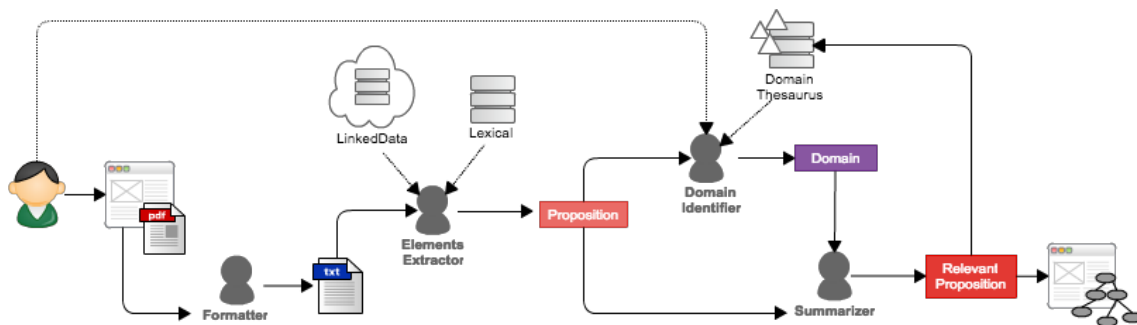 Domain
Thesaurus
LinkedData
Lexical
Domain
Domain
Identifier
pdf
Proposition
Elements
Extractor
txt
Formatter
Summarizer
Relevant
Proposition